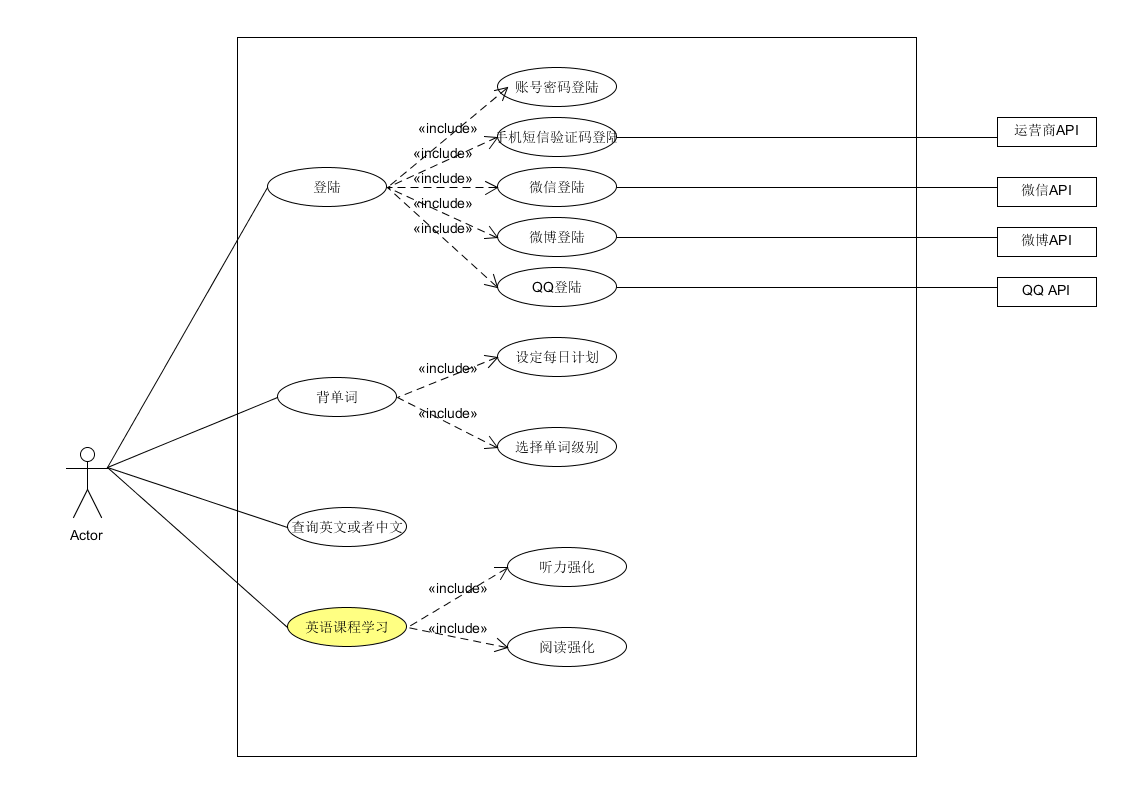 账号密码登陆
«include»
手机短信验证码登陆
运营商API
«include»
登陆
«include»
微信登陆
微信API
«include»
微博登陆
微博API
«include»
QQ登陆
QQ API
设定每日计划
«include»
背单词
«include»
选择单词级别
Actor
查询英文或者中文
听力强化
«include»
英语课程学习
«include»
阅读强化